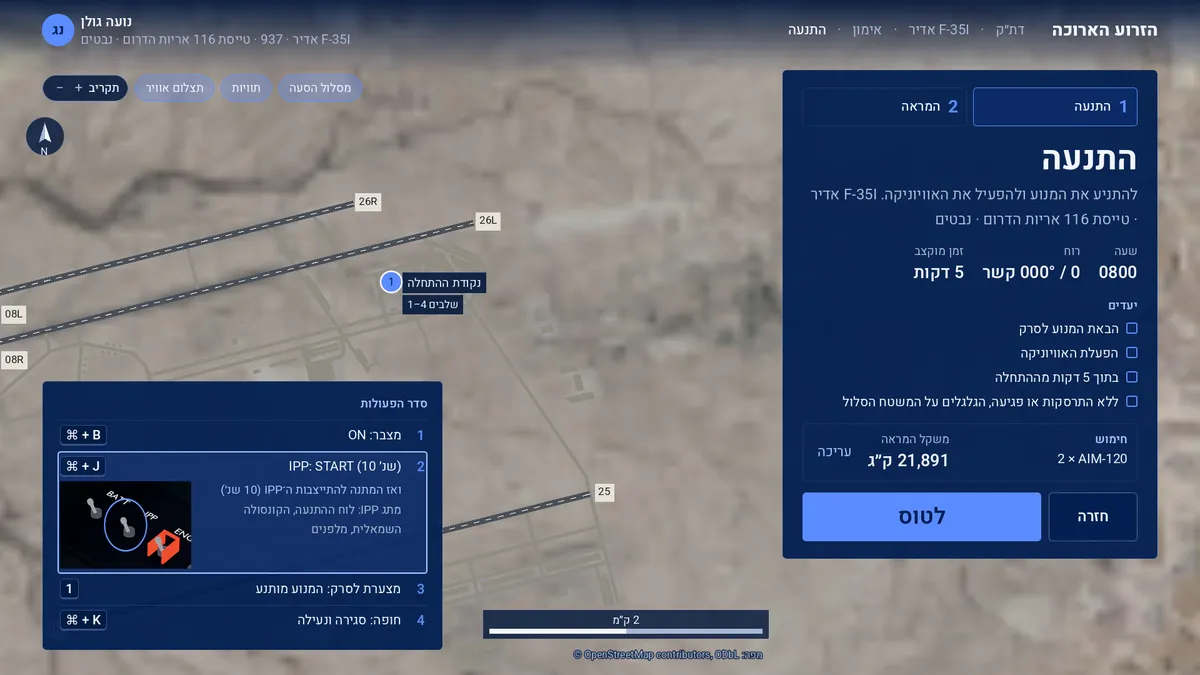 הזרוע הארוכה
דת״ק · F-35I אדיר · אימון · התנעה
נועה גולן
F-35I אדיר · 937 · טייסת 116 אריות הדרום · נבטים
נג
מסלול הסעה
תוויות
תצלום אוויר
תקריב + −
N
1 התנעה
2 המראה
התנעה
להתניע את המנוע ולהפעיל את האוויוניקה. F-35I אדיר
· טייסת 116 אריות הדרום · נבטים
שעה
0800
רוח
000° / 0 קשר
זמן מוקצב
5 דקות
יעדים
הבאת המנוע לסרק
הפעלת האוויוניקה
בתוך 5 דקות מההתחלה
ללא התרסקות או פגיעה, הגלגלים על המשטח הסלול
חימוש
2 × AIM-120
משקל המראה
21,891 ק״ג
עריכה
חזרה
לטוס
26R
26L
08L
08R
25
1
נקודת ההתחלה
שלבים 1–4
סדר הפעולות
1 מצבר: ON
⌘ + B
2 IPP: START (10 שנ׳)
⌘ + J
ואז המתנה להתייצבות ה־IPP (10 שנ׳)
מתג IPP: לוח ההתנעה, הקונסולה
השמאלית, מלפנים
BATT
IPP
ENG
3 מצערת לסרק: המנוע מותנע
1
4 חופה: סגירה ונעילה
⌘ + K
2 ק״מ
מפה: © OpenStreetMap contributors, ODbL